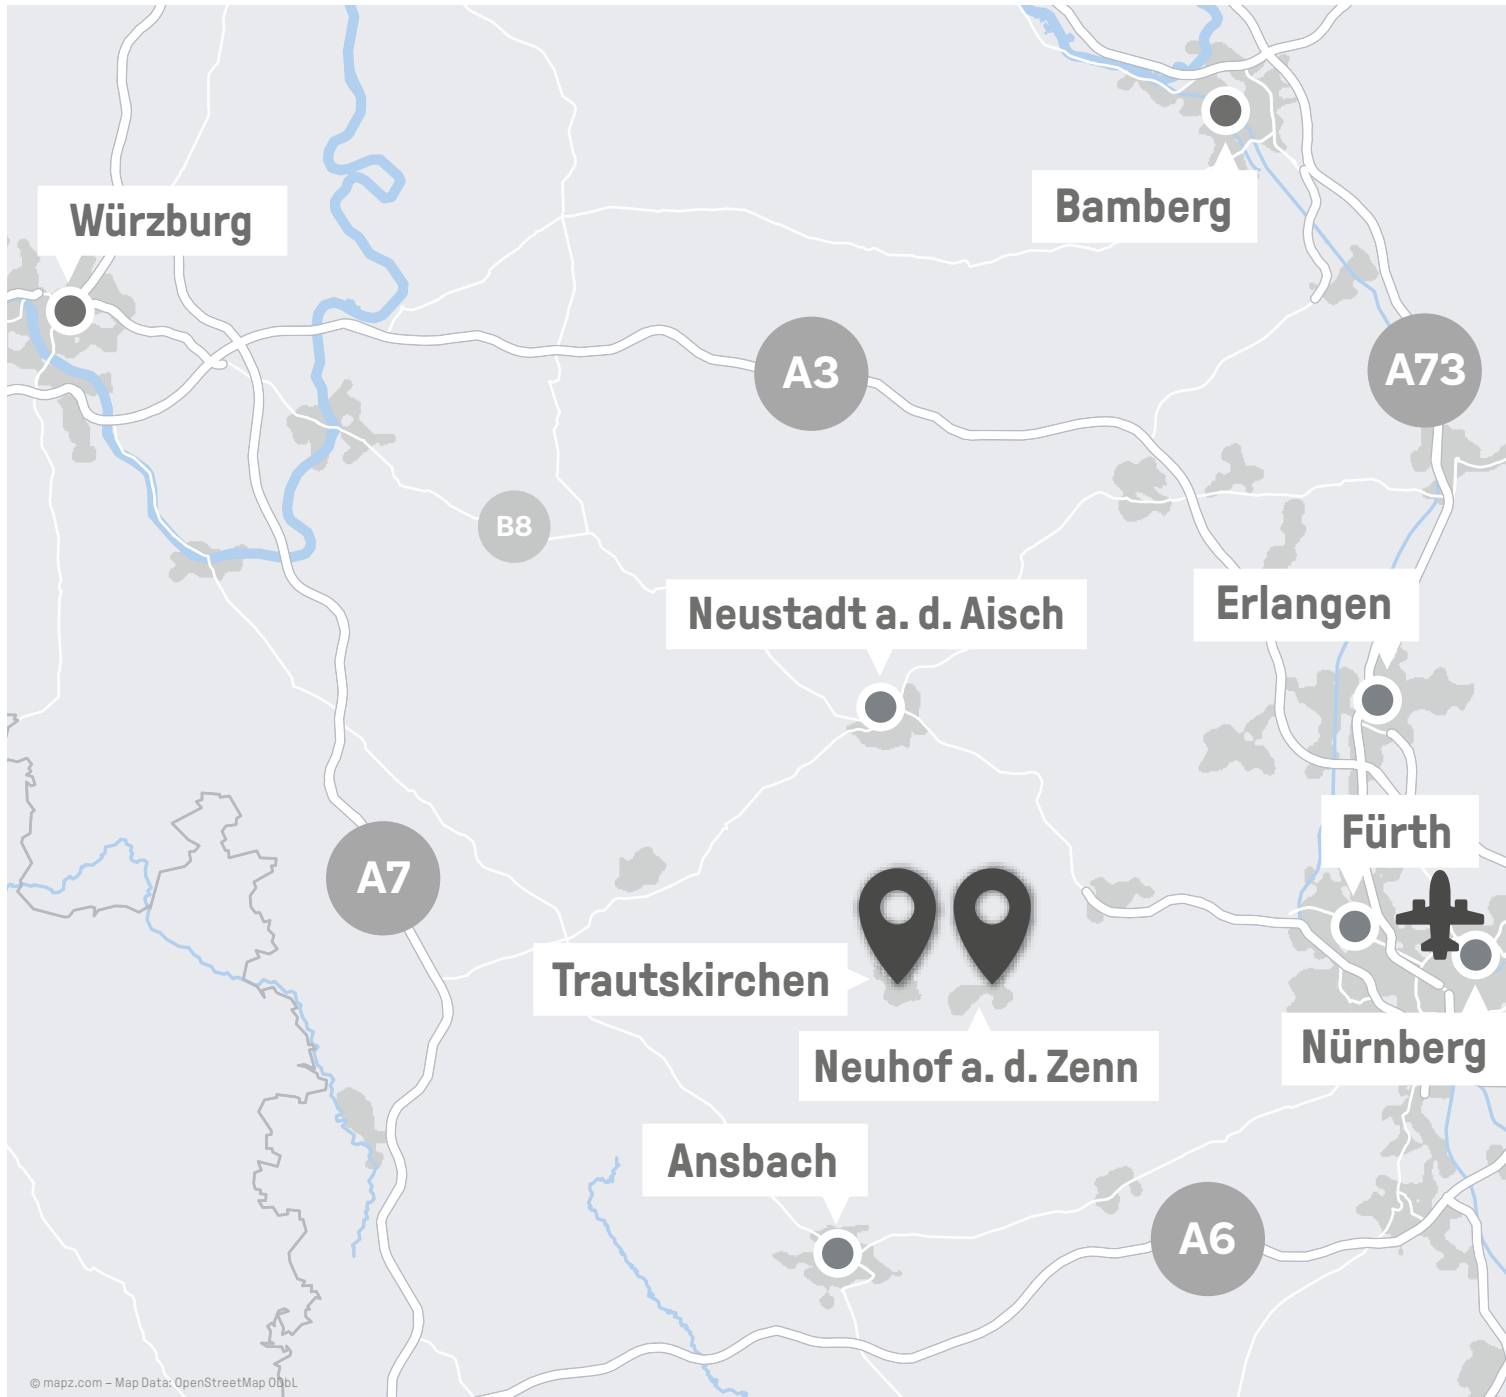 Bamberg
Würzburg
A3
A73
B8
Neustadt a. d. Aisch
Erlangen
Fürth
A7
Trautskirchen
Neuhof a. d. Zenn
Nürnberg
Ansbach
A6
© mapz.com – Map Data: OpenStreetMap ODbL